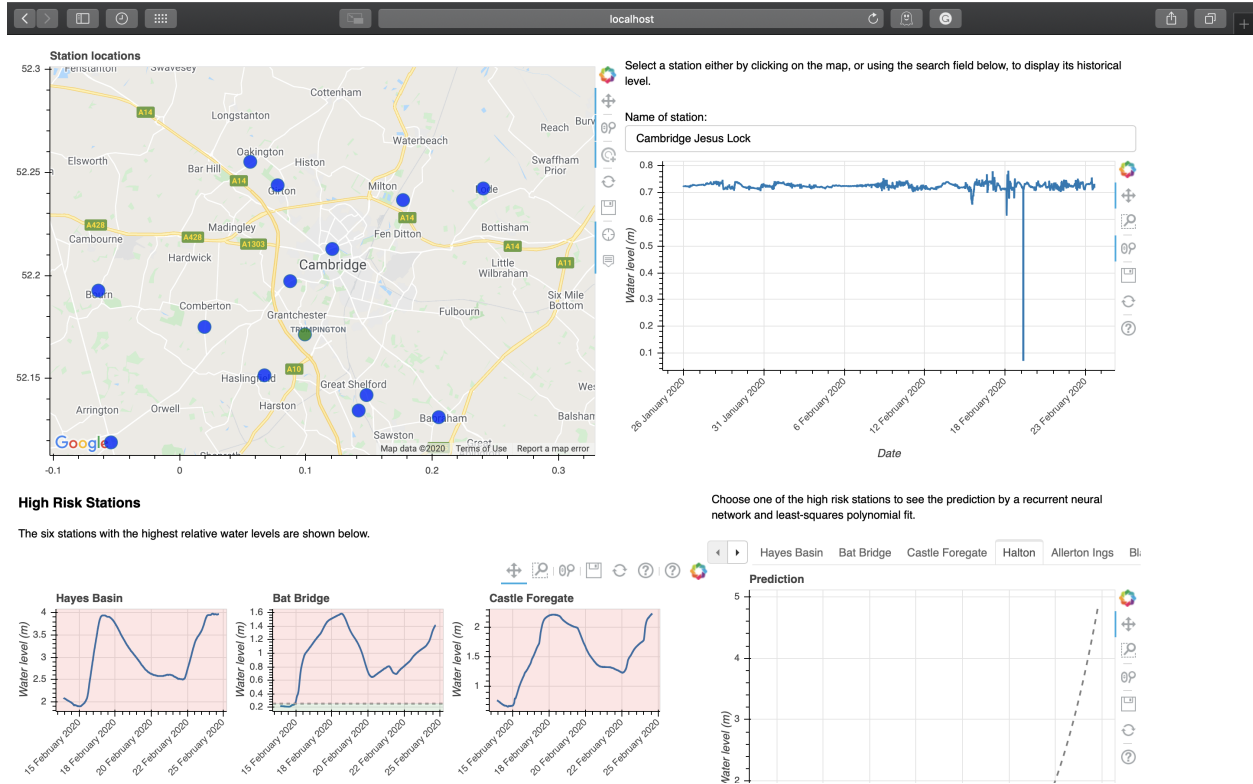 localhost
Station locations
52.3
52.25
52.2
52.15
-0.1
0
0.1
0.2
0.3
Fenstanton
Swavesey
Cottenham
A14
Longstanton
Reach
Waterbeach
Oakington
Elsworth
Histon
Bar Hill
Swaffham
Prior
A14
Girton
Milton
Lode
A14
A428
Madingley
Bottisham
Cambourne
A428
A1303
Fen Ditton
A14
Hardwick
Cambridge
Little
Wilbraham
A11
Bourn
Six Mile
Bottom
Comberton
Grantchester
Fulbourn
TRUMPINGTON
A10
Haslingfield
Great Shelford
Arrington
Orwell
Harston
Babraham
Balsham
Sawston
Great
Google
Map data ©2020 Terms of Use Report a map error
Select a station either by clicking on the map, or using the search field below, to display its historical
level.
Name of station:
Cambridge Jesus Lock
Water level (m)
0.8
0.7
0.6
0.5
0.4
0.3
0.2
0.1
26 January 2020
31 January 2020
6 February 2020
12 February 2020
18 February 2020
23 February 2020
Date
High Risk Stations
The six stations with the highest relative water levels are shown below.
Hayes Basin
Water level (m)
4
3.5
3
2.5
2
15 February 2020
18 February 2020
20 February 2020
22 February 2020
25 February 2020
Bat Bridge
Water level (m)
1.6
1.4
1.2
1
0.8
0.6
0.4
0.2
15 February 2020
18 February 2020
20 February 2020
22 February 2020
25 February 2020
Castle Foregate
Water level (m)
2
1.5
1
15 February 2020
18 February 2020
20 February 2020
22 February 2020
25 February 2020
Choose one of the high risk stations to see the prediction by a recurrent neural
network and least-squares polynomial fit.
Hayes Basin Bat Bridge Castle Foregate Halton Allerton Ings
Prediction
Water level (m)
5
4
3
2